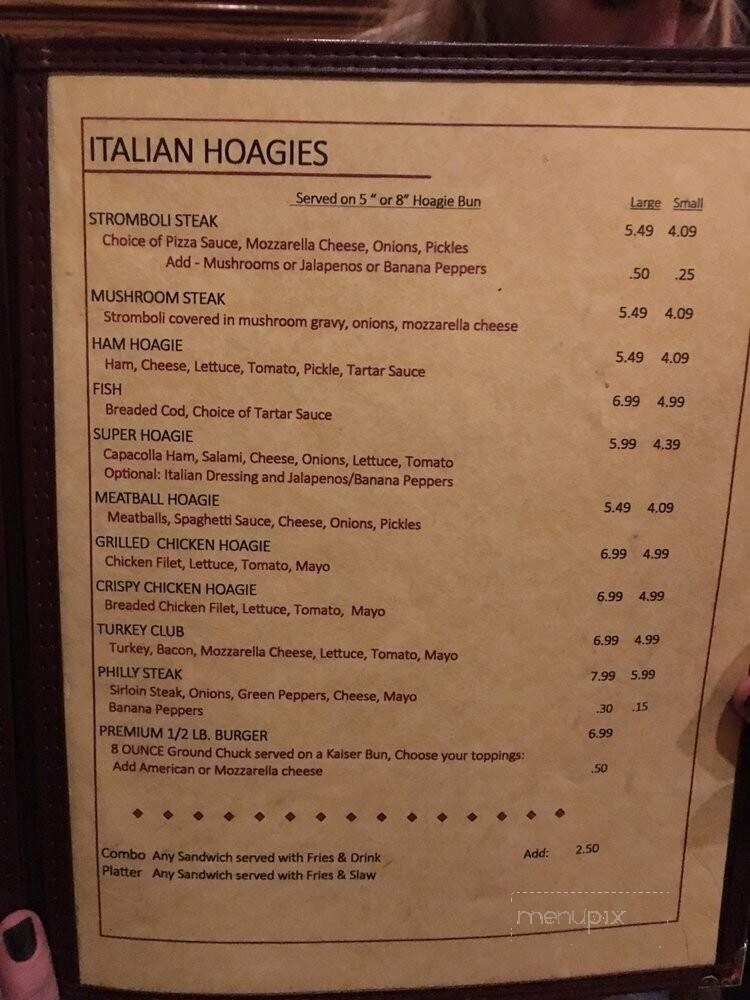 ITALIAN HOAGIES
Served on 5 " or 8" Hoagie Bun Large Small
STROMBOLI STEAK 5.49 4.09
Choice of Pizza Sauce, Mozzarella Cheese, Onions, Pickles
Add - Mushrooms or Jalapenos or Banana Peppers .50 .25
MUSHROOM STEAK 5.49 4.09
Stromboli covered in mushroom gravy, onions, mozzarella cheese
HAM HOAGIE 5.49 4.09
Ham, Cheese, Lettuce, Tomato, Pickle, Tartar Sauce
FISH 6.99 4.99
Breaded Cod, Choice of Tartar Sauce
SUPER HOAGIE 5.99 4.39
Capacolla Ham, Salami, Cheese, Onions, Lettuce, Tomato
Optional: Italian Dressing and Jalapenos/Banana Peppers
MEATBALL HOAGIE 5.49 4.09
Meatballs, Spaghetti Sauce, Cheese, Onions, Pickles
GRILLED CHICKEN HOAGIE 6.99 4.99
Chicken Filet, Lettuce, Tomato, Mayo
CRISPY CHICKEN HOAGIE 6.99 4.99
Breaded Chicken Filet, Lettuce, Tomato, Mayo
TURKEY CLUB 6.99 4.99
Turkey, Bacon, Mozzarella Cheese, Lettuce, Tomato, Mayo
PHILLY STEAK 7.99 5.99
Sirloin Steak, Onions, Green Peppers, Cheese, Mayo
Banana Peppers .30 .15
PREMIUM 1/2 LB. BURGER 6.99
8 OUNCE Ground Chuck served on a Kaiser Bun, Choose your toppings:
Add American or Mozzarella cheese .50
Combo Any Sandwich served with Fries & Drink Add: 2.50
Platter Any Sandwich served with Fries & Slaw
menupix